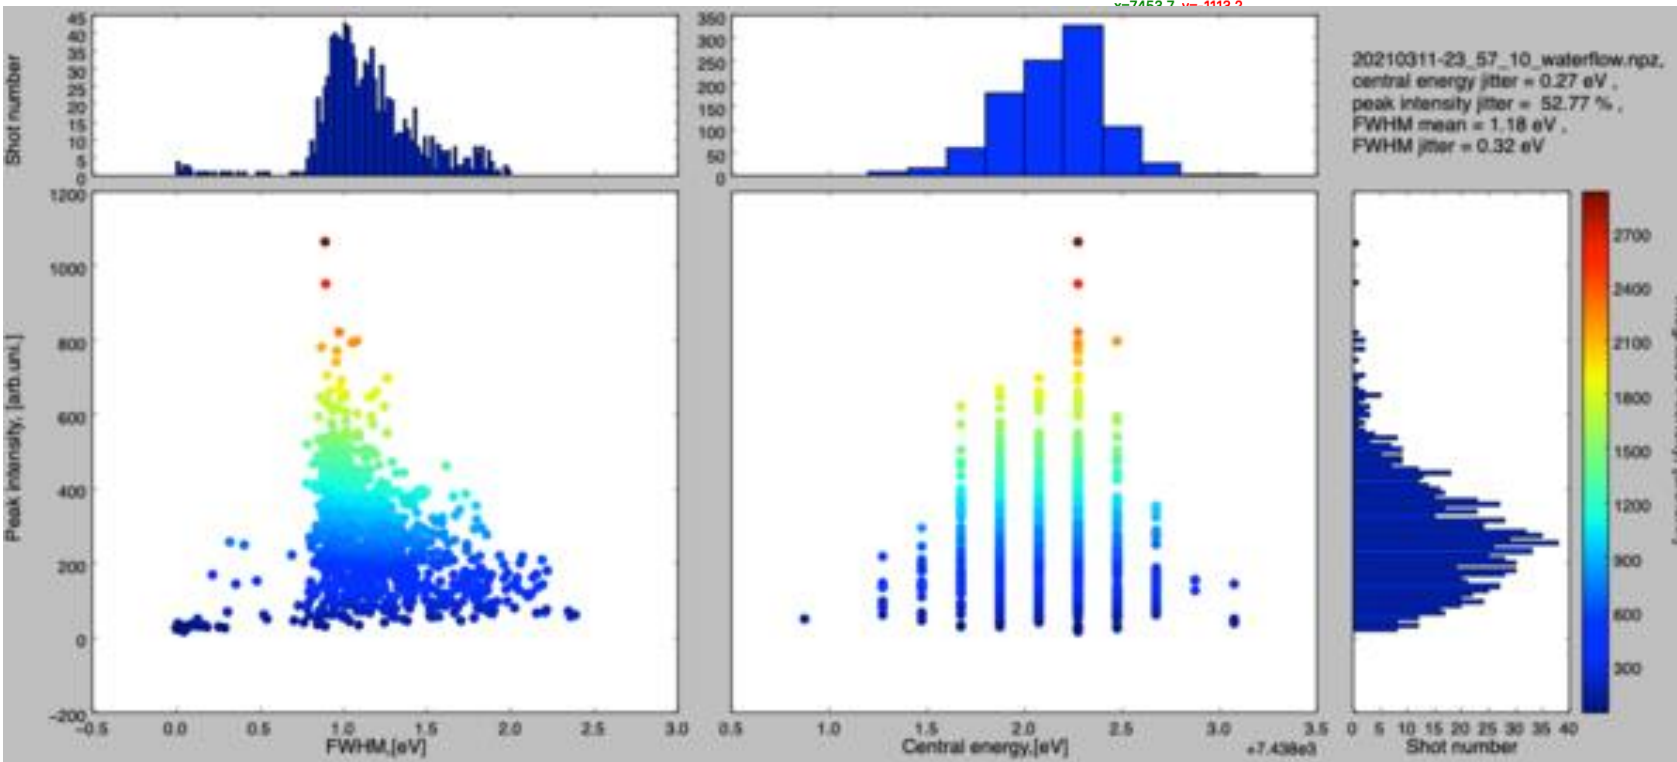 x=7453.7 y=-1113.2
45
40
35
30
25
20
15
10
5
0
Shot number
350
300
250
200
150
100
50
0
20210311-23_57_10_waterflow.npz,
central energy jitter = 0.27 eV ,
peak intensity jitter = 52.77 % ,
FWHM mean = 1.18 eV ,
FWHM jitter = 0.32 eV
1200
1000
800
600
400
200
0
−200
Peak intensity, [arb.uni.]
−0.5 0.0 0.5 1.0 1.5 2.0 2.5 3.0
FWHM,[eV]
0.5 1.0 1.5 2.0 2.5 3.0 3.5
Central energy,[eV]
+7.438e3
0 5 10 15 20 25 30 35 40
Shot number
2700
2400
2100
1800
1500
1200
900
600
300